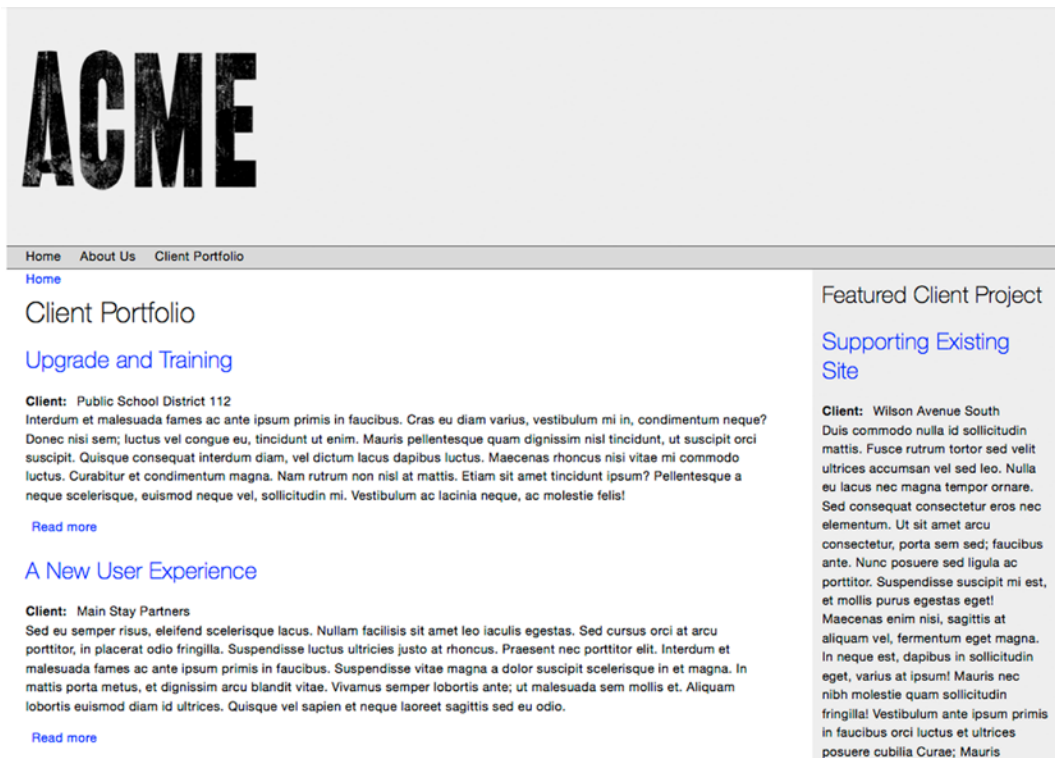 ACME
Home About Us Client Portfolio
Home
Client Portfolio
Upgrade and Training
Client: Public School District 112
Interdum et malesuada fames ac ante ipsum primis in faucibus. Cras eu diam varius, vestibulum mi in, condimentum neque?
Donec nisi sem; luctus vel congue eu, tincidunt ut enim. Mauris pellentesque quam dignissim nisl tincidunt, ut suscipit orci
suscipit. Quisque consequat interdum diam, vel dictum lacus dapibus luctus. Maecenas rhoncus nisi vitae mi commodo
luctus. Curabitur et condimentum magna. Nam rutrum non nisl at mattis. Etiam sit amet tincidunt ipsum? Pellentesque a
neque scelerisque, euismod neque vel, sollicitudin mi. Vestibulum ac lacinia neque, ac molestie felis!
Read more
A New User Experience
Client: Main Stay Partners
Sed eu semper risus, eleifend scelerisque lacus. Nullam facilisis sit amet leo iaculis egestas. Sed cursus orci at arcu
porttitor, in placerat odio fringilla. Suspendisse luctus ultricies justo at rhoncus. Praesent nec porttitor elit. Interdum et
malesuada fames ac ante ipsum primis in faucibus. Suspendisse vitae magna a dolor suscipit scelerisque in et magna. In
mattis porta metus, et dignissim arcu blandit vitae. Vivamus semper lobortis ante; ut malesuada sem mollis et. Aliquam
lobortis euismod diam id ultrices. Quisque vel sapien et neque laoreet sagittis sed eu odio.
Read more
Featured Client Project
Supporting Existing
Site
Client: Wilson Avenue South
Duis commodo nulla id sollicitudin
mattis. Fusce rutrum tortor sed velit
ultrices accumsan vel sed leo. Nulla
eu lacus nec magna tempor ornare.
Sed consequat consectetur eros nec
elementum. Ut sit amet arcu
consectetur, porta sem sed; faucibus
ante. Nunc posuere sed ligula ac
porttitor. Suspendisse suscipit mi est,
et mollis purus egestas eget!
Maecenas enim nisi, sagittis at
aliquam vel, fermentum eget magna.
In neque est, dapibus in sollicitudin
eget, varius at ipsum! Mauris nec
nibh molestie quam sollicitudin
fringilla! Vestibulum ante ipsum primis
in faucibus orci luctus et ultrices
posuere cubilia Curae; Mauris